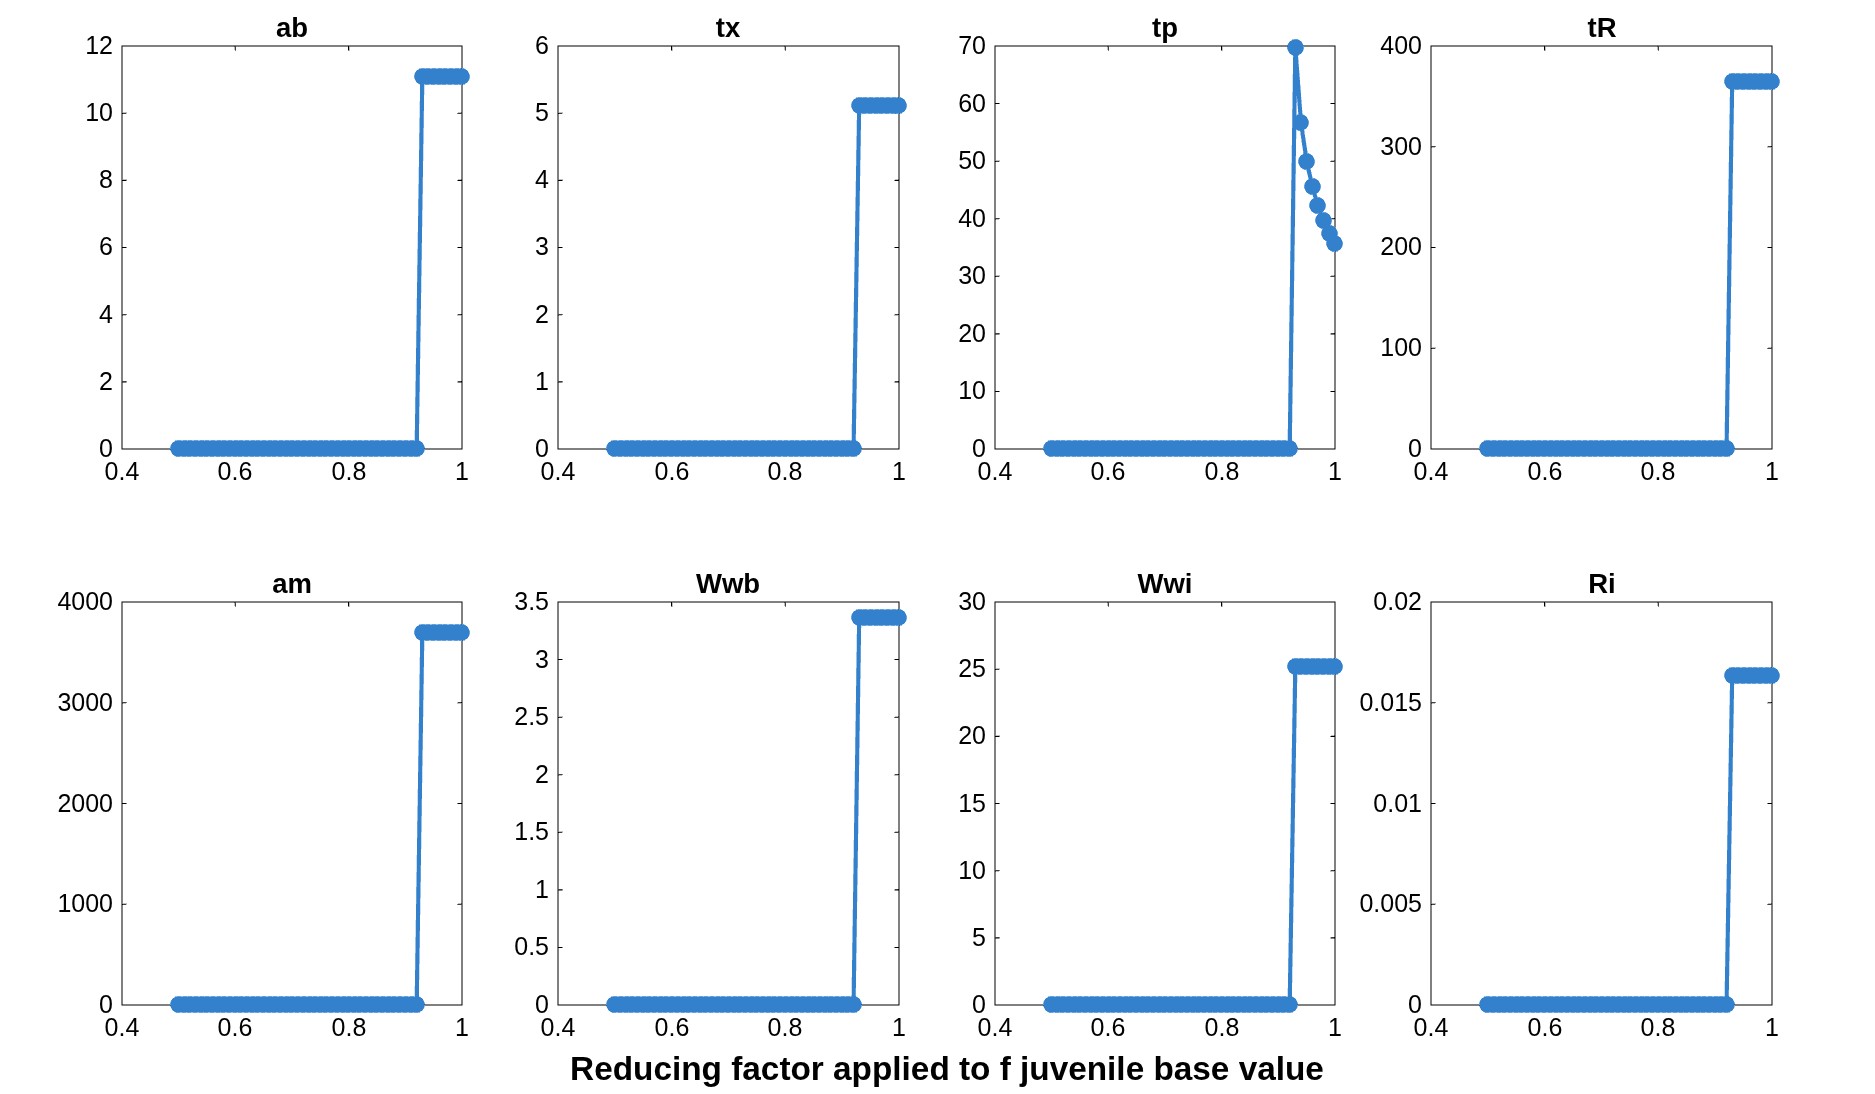 ab tx tp tR
12 6 70 400
10 5 60 300
8 4 50 200
6 3 40 100
4 2 30 0
2 1 20
0 0 10
0
0.4 0.6 0.8 1 0.4 0.6 0.8 1 0.4 0.6 0.8 1 0.4 0.6 0.8 1
am Wwb Wwi Ri
4000 3.5 30 0.02
3000 3 25 0.015
2000 2.5 20 0.01
1000 2 15 0.005
0 1.5 10 0
1 5
0.5 0
0
0.4 0.6 0.8 1 0.4 0.6 0.8 1 0.4 0.6 0.8 1 0.4 0.6 0.8 1
Reducing factor applied to f juvenile base value